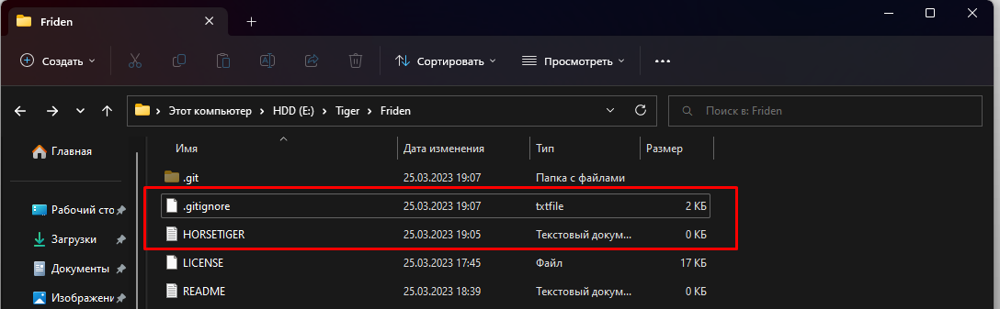 Friden
Создать Сортировать Просмотреть
Этот компьютер HDD (E:) Tiger Friden Поиск в: Friden
Главная Имя Дата изменения Тип Размер
.git 25.03.2023 19:07 Папка с файлами
Рабочий сто .gitignore 25.03.2023 19:07 txtfile 2 КБ
Загрузки HORSETIGER 25.03.2023 19:05 Текстовый докум... 0 КБ
Документы LICENSE 25.03.2023 17:45 Файл 17 КБ
Изображени README 25.03.2023 18:39 Текстовый докум... 0 КБ